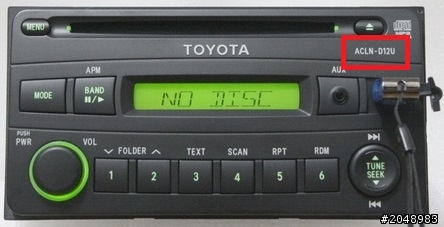 MENU
TOYOTA
ACLN-D12U
APM
AUX
MODE
BAND
II/▶
NO DISC
PUSH
PWR
VOL
FOLDER
TEXT
SCAN
RPT
RDM
1
2
3
4
5
6
TUNE
SEEK
#2048983